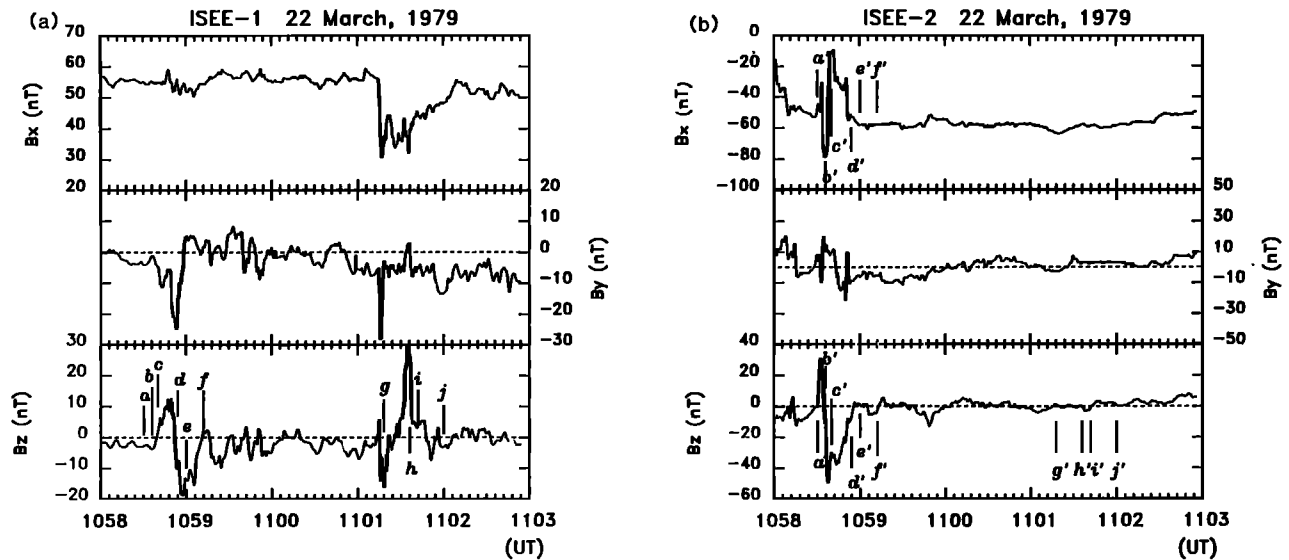 (a) ISEE-1 22 March, 1979
70
60
50
40
30
20
Bx (nT)
20
10
0
-10
-20
-30
By (nT)
30
20
10
0
-10
-20
Bz (nT)
a b c d e f g h i j
1058 1059 1100 1101 1102 1103
(UT)
(b) ISEE-2 22 March, 1979
0
-20
-40
-60
-80
-100
Bx (nT)
a' b' c' d' e' f'
50
30
10
-10
-30
-50
By (nT)
40
20
0
-20
-40
-60
Bz (nT)
a' b' c' d' e' f' g' h' i' j'
1058 1059 1100 1101 1102 1103
(UT)